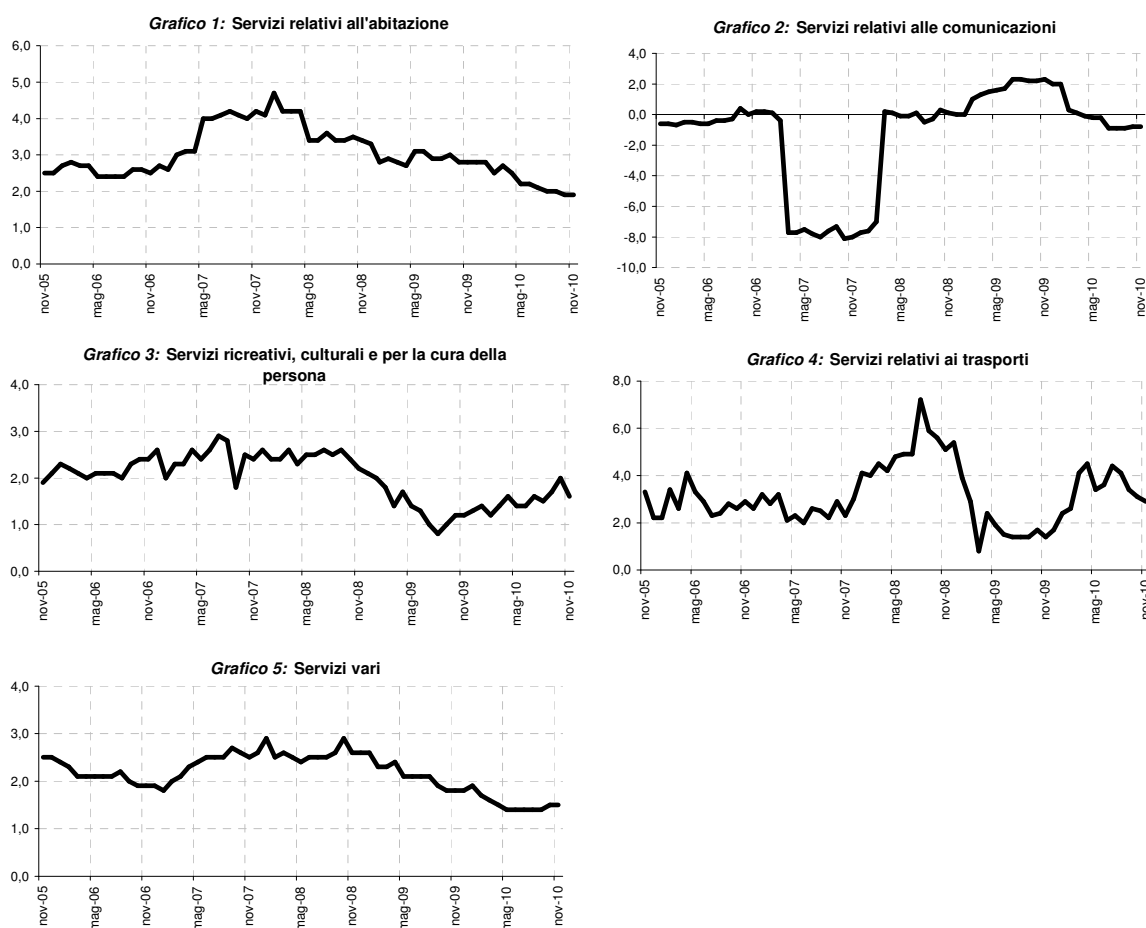 Grafico 1: Servizi relativi all'abitazione
6,0
5,0
4,0
3,0
2,0
1,0
0,0
nov-05
mag-06
nov-06
mag-07
nov-07
mag-08
nov-08
mag-09
nov-09
mag-10
nov-10
Grafico 2: Servizi relativi alle comunicazioni
4,0
2,0
0,0
-2,0
-4,0
-6,0
-8,0
-10,0
nov-05
mag-06
nov-06
mag-07
nov-07
mag-08
nov-08
mag-09
nov-09
mag-10
nov-10
Grafico 3: Servizi ricreativi, culturali e per la cura della
persona
4,0
3,0
2,0
1,0
0,0
nov-05
mag-06
nov-06
mag-07
nov-07
mag-08
nov-08
mag-09
nov-09
mag-10
nov-10
Grafico 4: Servizi relativi ai trasporti
8,0
6,0
4,0
2,0
0,0
nov-05
mag-06
nov-06
mag-07
nov-07
mag-08
nov-08
mag-09
nov-09
mag-10
nov-10
Grafico 5: Servizi vari
4,0
3,0
2,0
1,0
0,0
nov-05
mag-06
nov-06
mag-07
nov-07
mag-08
nov-08
mag-09
nov-09
mag-10
nov-10